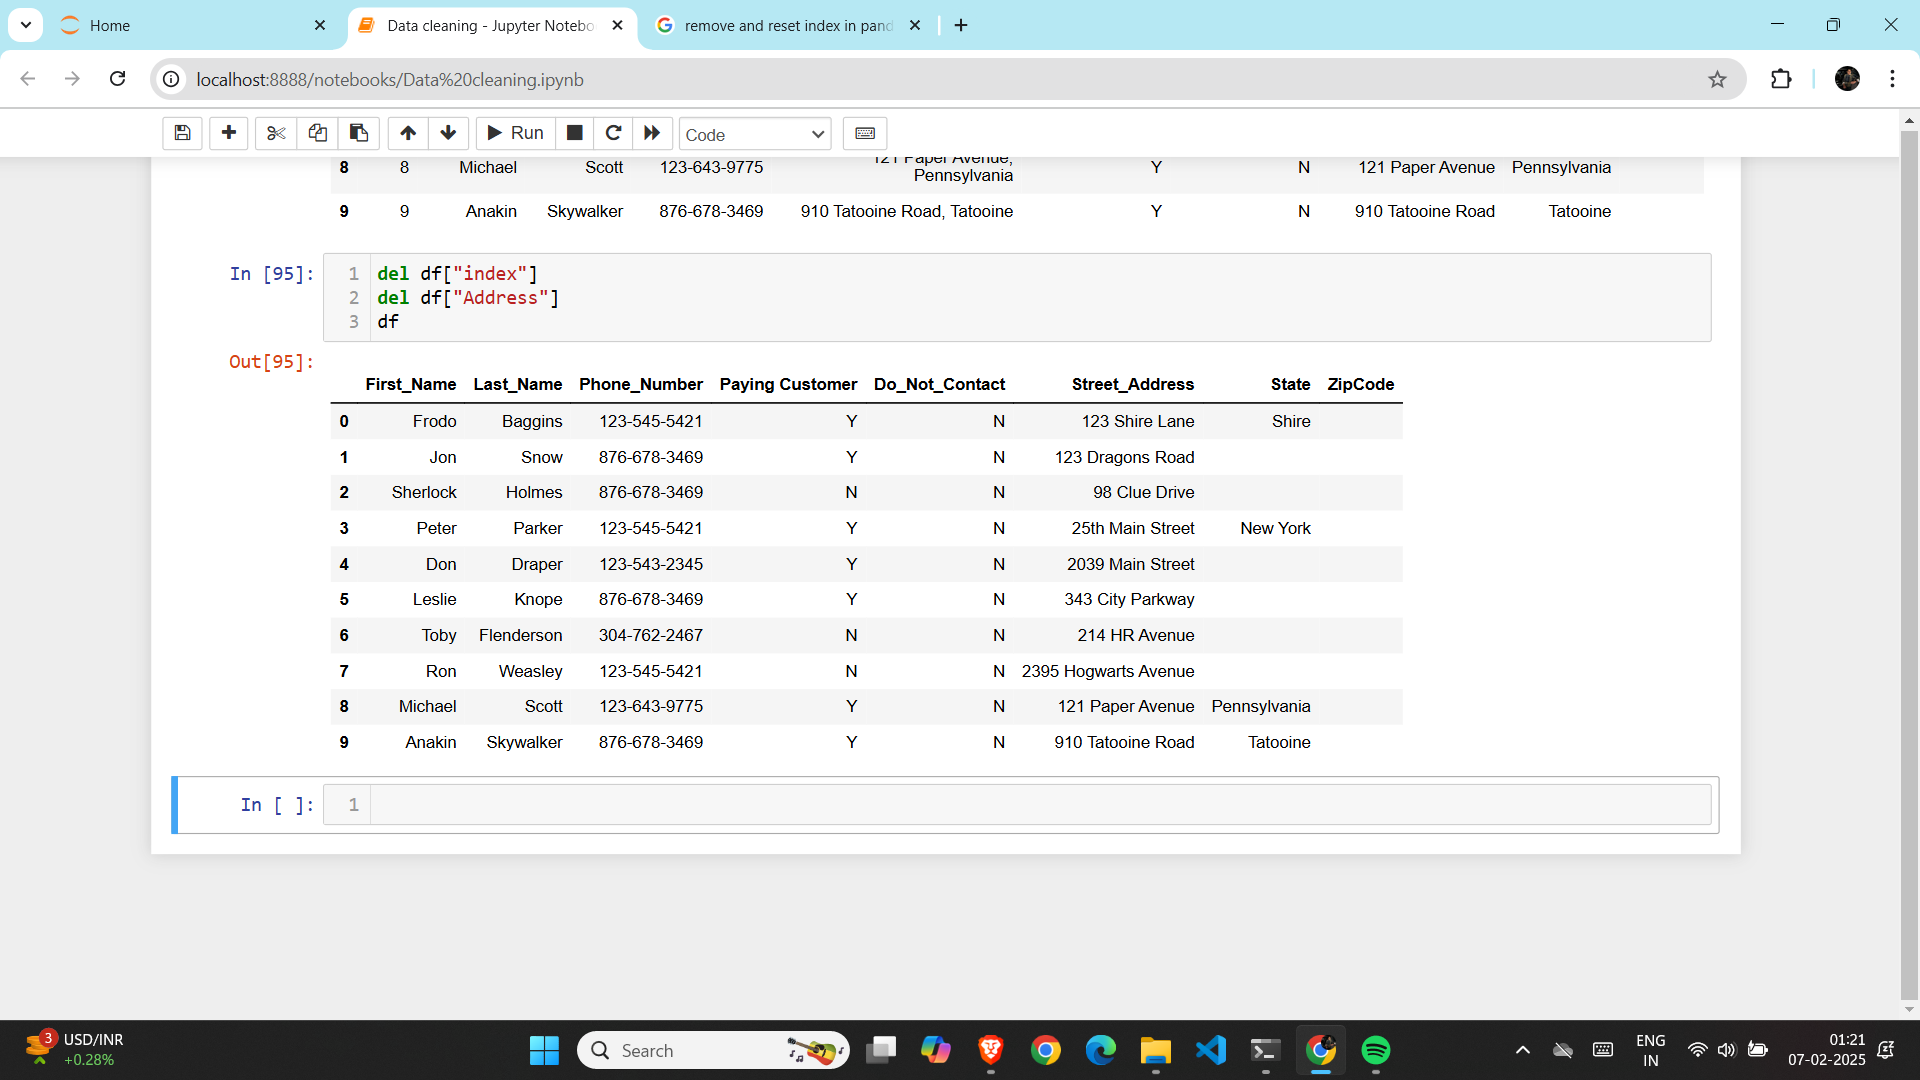 Home
Data cleaning - Jupyter Notebo
remove and reset index in pand
localhost:8888/notebooks/Data%20cleaning.ipynb
Run
Code
121 Paper Avenue,
8 8 Michael Scott 123-643-9775 Pennsylvania Y N 121 Paper Avenue Pennsylvania
9 9 Anakin Skywalker 876-678-3469 910 Tatooine Road, Tatooine Y N 910 Tatooine Road Tatooine
In [95]:
1 del df["index"]
2 del df["Address"]
3 df
Out[95]:
First_Name Last_Name Phone_Number Paying Customer Do_Not_Contact Street_Address State ZipCode
0 Frodo Baggins 123-545-5421 Y N 123 Shire Lane Shire
1 Jon Snow 876-678-3469 Y N 123 Dragons Road
2 Sherlock Holmes 876-678-3469 N N 98 Clue Drive
3 Peter Parker 123-545-5421 Y N 25th Main Street New York
4 Don Draper 123-543-2345 Y N 2039 Main Street
5 Leslie Knope 876-678-3469 Y N 343 City Parkway
6 Toby Flenderson 304-762-2467 N N 214 HR Avenue
7 Ron Weasley 123-545-5421 N N 2395 Hogwarts Avenue
8 Michael Scott 123-643-9775 Y N 121 Paper Avenue Pennsylvania
9 Anakin Skywalker 876-678-3469 Y N 910 Tatooine Road Tatooine
In [ ]: 1
3
USD/INR
+0.28%
Search
ENG
IN
01:21
07-02-2025